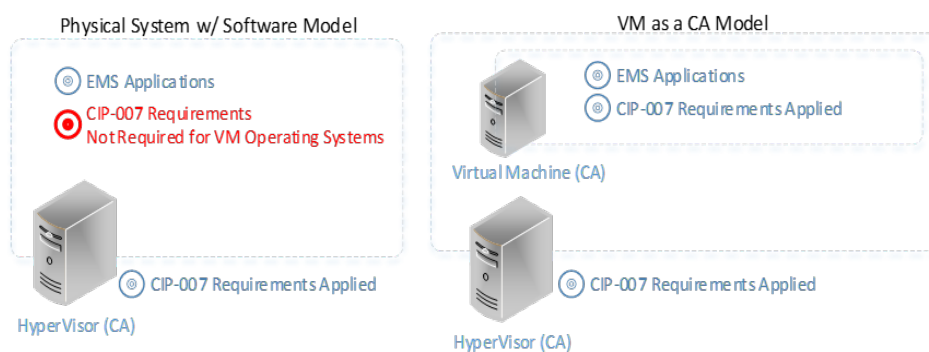 Physical System w/ Software Model
EMS Applications
CIP-007 Requirements
Not Required for VM Operating Systems
CIP-007 Requirements Applied
HyperVisor (CA)
VM as a CA Model
EMS Applications
CIP-007 Requirements Applied
Virtual Machine (CA)
CIP-007 Requirements Applied
HyperVisor (CA)